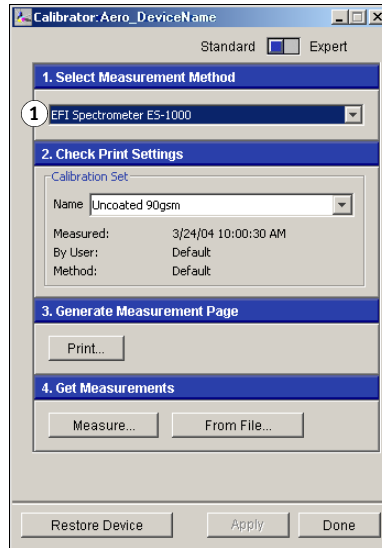 Calibrator:Aero_DeviceName
Standard Expert
1. Select Measurement Method
1 EFI Spectrometer ES-1000
2. Check Print Settings
Calibration Set
Name Uncoated 90gsm
Measured: 3/24/04 10:00:30 AM
By User: Default
Method: Default
3. Generate Measurement Page
Print...
4. Get Measurements
Measure... From File...
Restore Device Apply Done